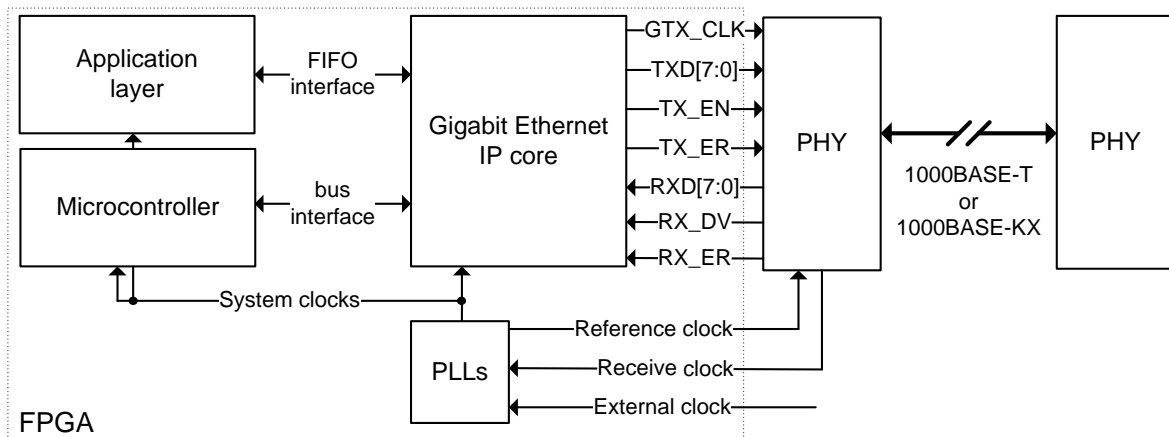 Application
layer
FIFO
interface
Gigabit Ethernet
IP core
GTX_CLK
TXD[7:0]
TX_EN
TX_ER
RXD[7:0]
RX_DV
RX_ER
PHY
PHY
1000BASE-T
or
1000BASE-KX
Microcontroller
bus
interface
System clocks
PLLs
Reference clock
Receive clock
External clock
FPGA